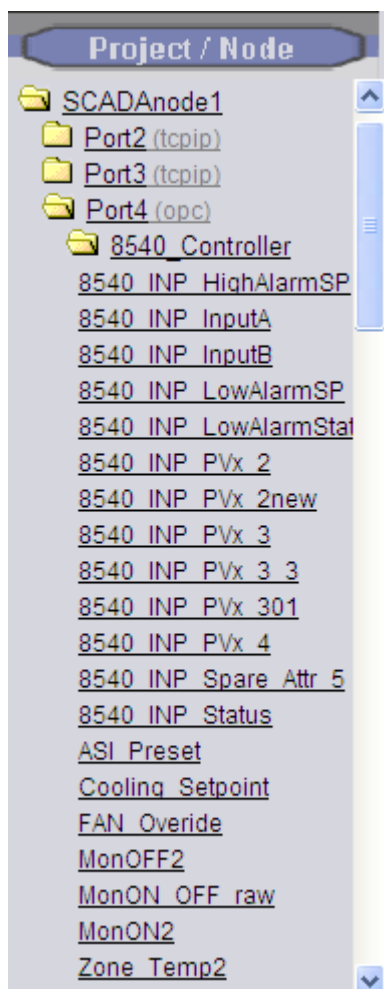 Project / Node
SCADAnode1
Port2 (tcpip)
Port3 (tcpip)
Port4 (opc)
8540_Controller
8540_INP_HighAlarmSP
8540_INP_InputA
8540_INP_InputB
8540_INP_LowAlarmSP
8540_INP_LowAlarmStat
8540_INP_PVx_2
8540_INP_PVx_2new
8540_INP_PVx_3
8540_INP_PVx_3_3
8540_INP_PVx_301
8540_INP_PVx_4
8540_INP_Spare_Attr_5
8540_INP_Status
ASI_Preset
Cooling_Setpoint
FAN_Overide
MonOFF2
MonON_OFF_raw
MonON2
Zone_Temp2